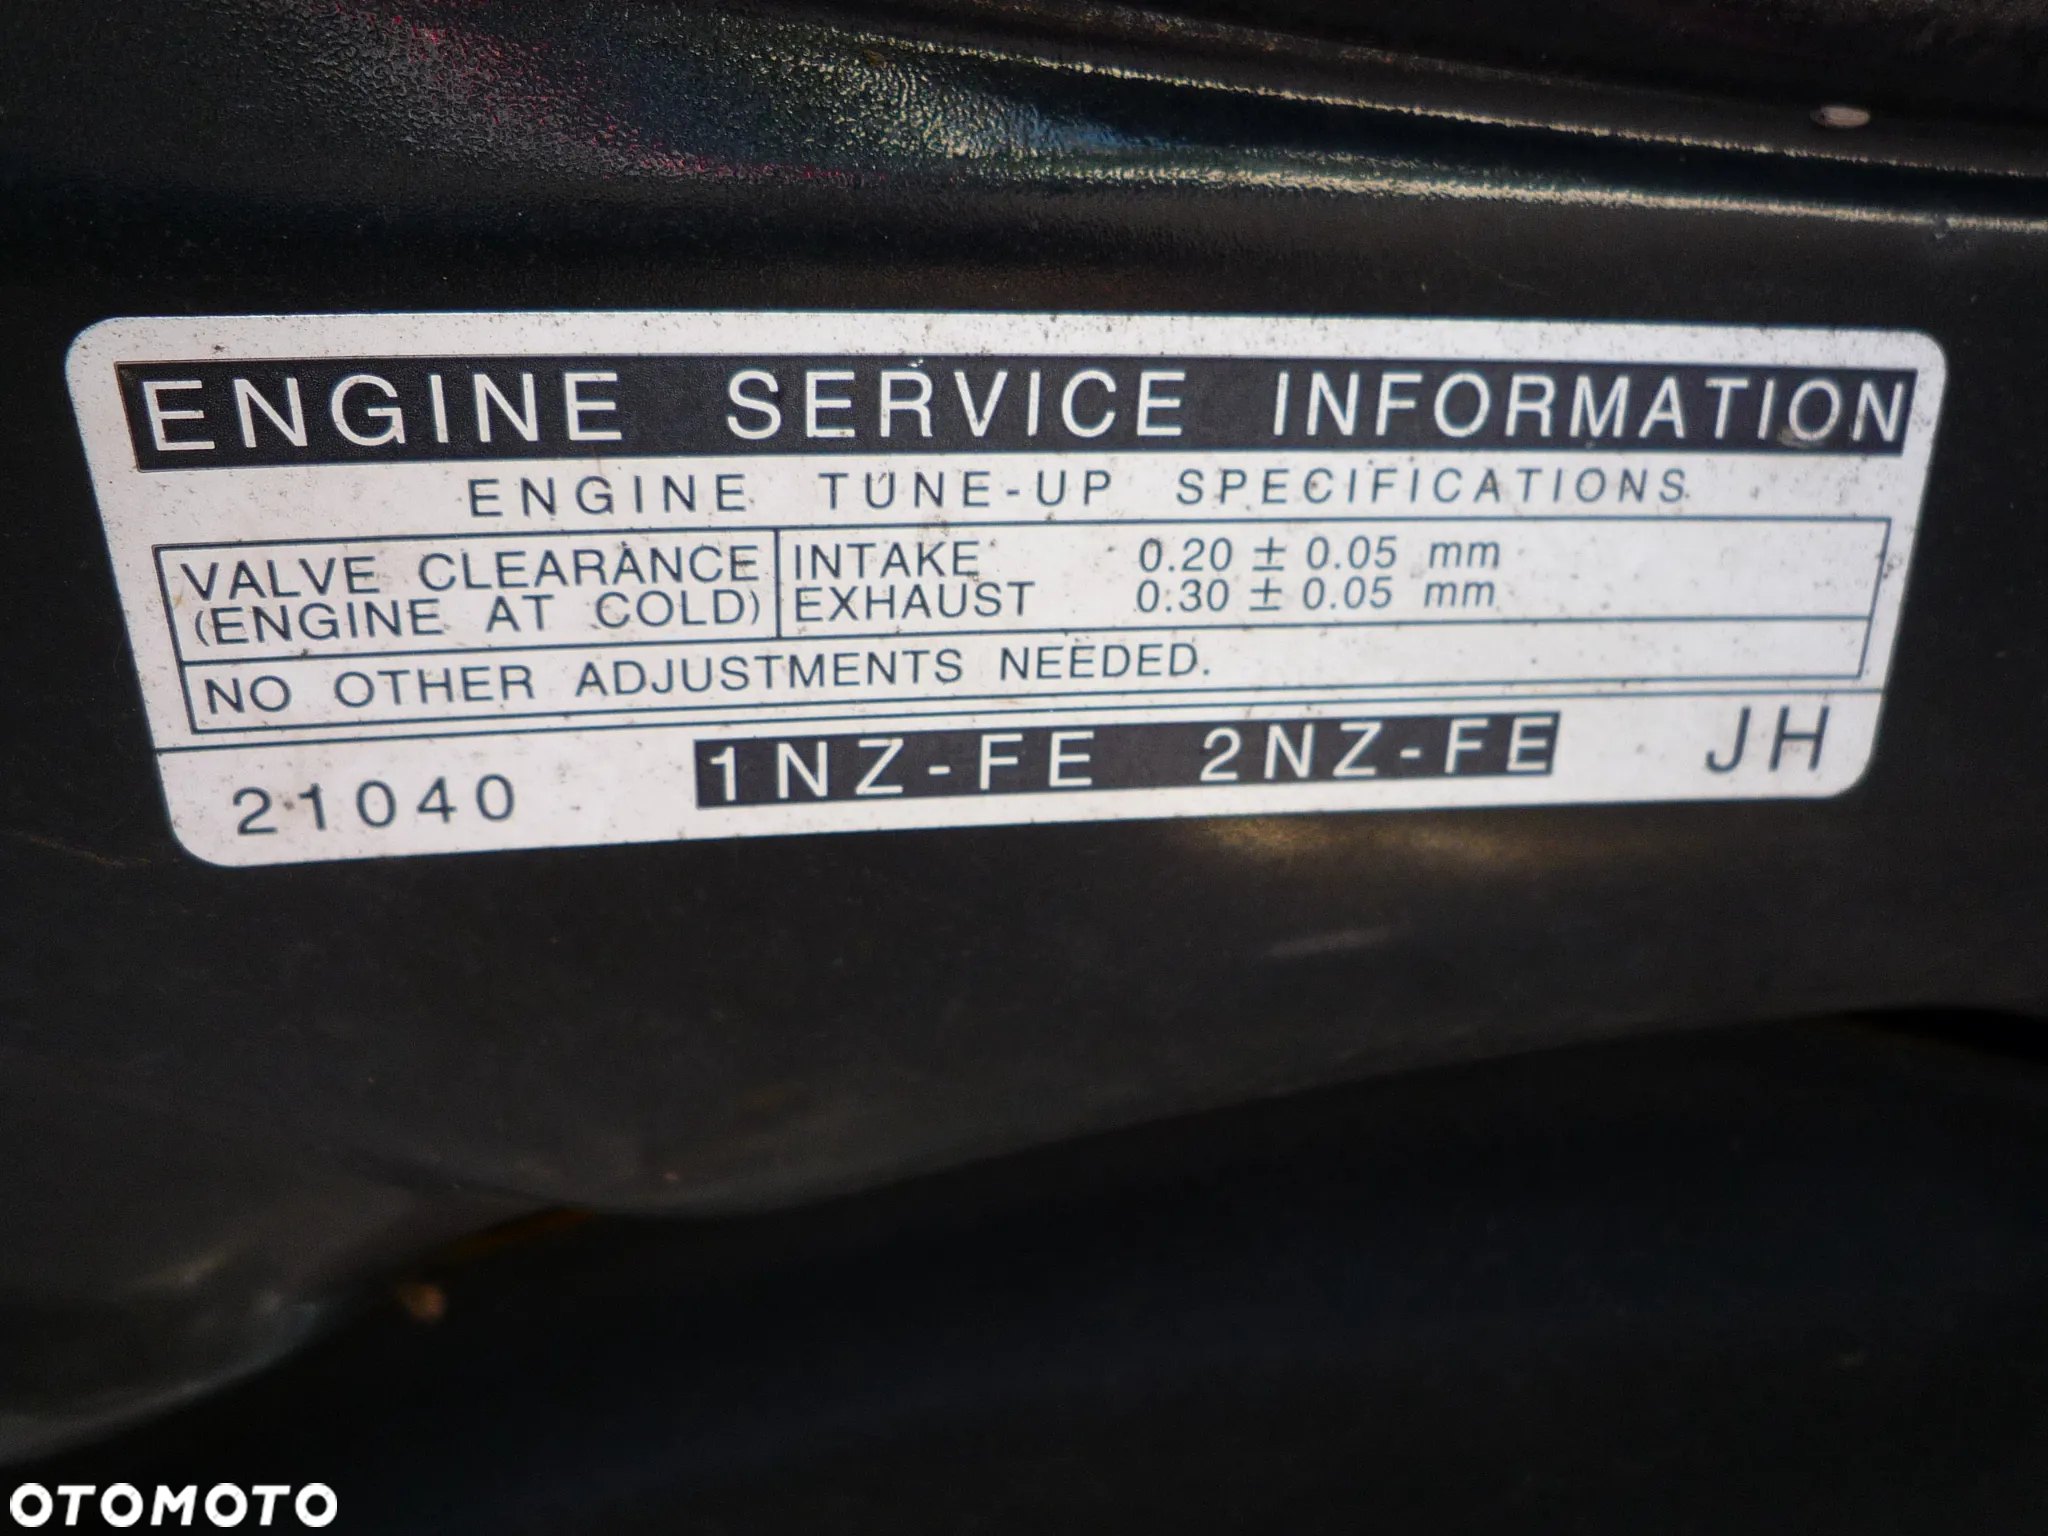 ENGINE SERVICE INFORMATION
ENGINE TUNE-UP SPECIFICATIONS
VALVE CLEARANCE
(ENGINE AT COLD)
INTAKE 0.20 ± 0.05 mm
EXHAUST 0.30 ± 0.05 mm
NO OTHER ADJUSTMENTS NEEDED.
21040 1NZ-FE 2NZ-FE JH
OTOMOTO